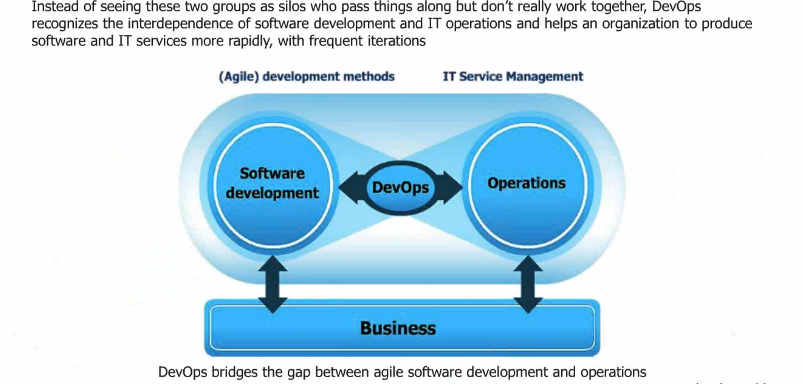 Instead of seeing these two groups as silos who pass things along but don't really work together, DevOps
recognizes the interdependence of software development and IT operations and helps an organization to produce
software and IT services more rapidly, with frequent iterations
(Agile) development methods
IT Service Management
Software
development
DevOps
Operations
Business
DevOps bridges the gap between agile software development and operations